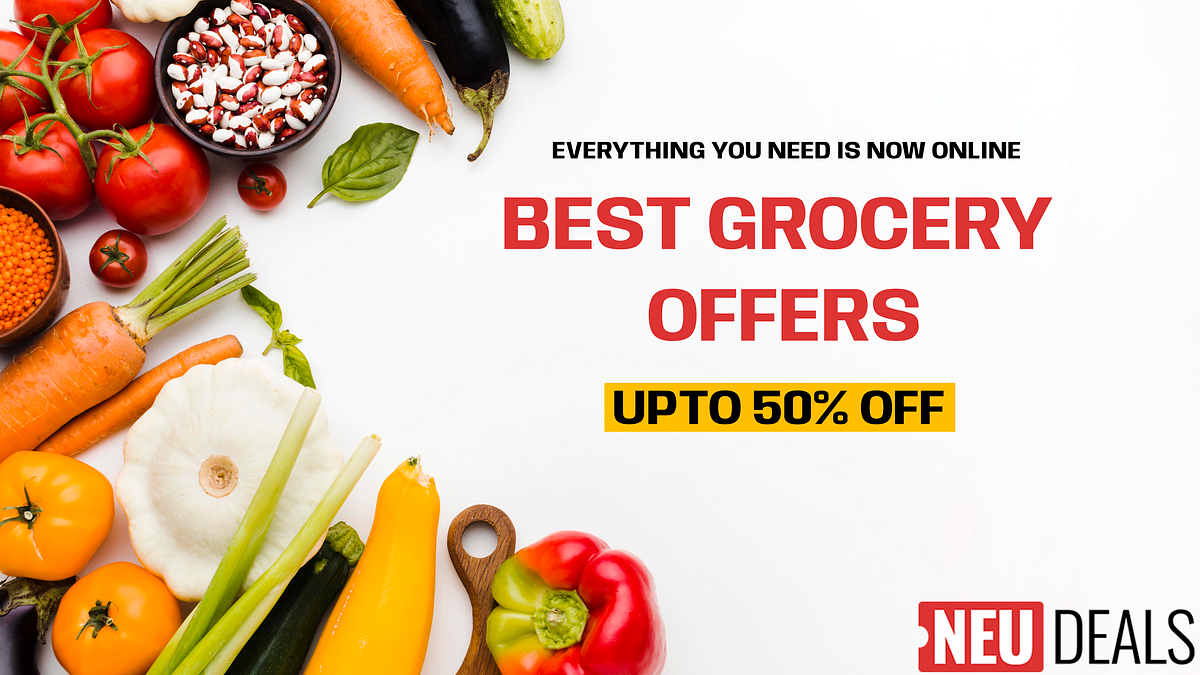 EVERYTHING YOU NEED IS NOW ONLINE
BEST GROCERY
OFFERS
UPTO 50% OFF
NEU DEALS